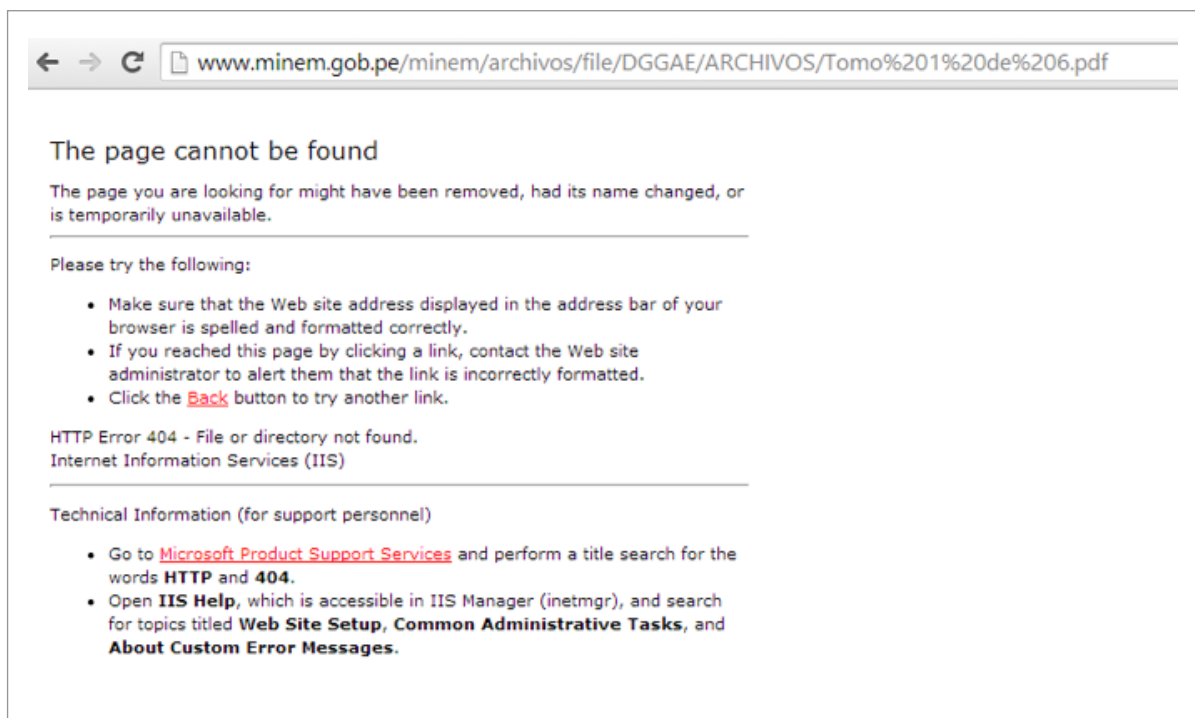 www.minem.gob.pe/minem/archivos/file/DGGAE/ARCHIVOS/Tomo%201%20de%206.pdf
The page cannot be found
The page you are looking for might have been removed, had its name changed, or
is temporarily unavailable.
Please try the following:
• Make sure that the Web site address displayed in the address bar of your
browser is spelled and formatted correctly.
• If you reached this page by clicking a link, contact the Web site
administrator to alert them that the link is incorrectly formatted.
• Click the Back button to try another link.
HTTP Error 404 - File or directory not found.
Internet Information Services (IIS)
Technical Information (for support personnel)
• Go to Microsoft Product Support Services and perform a title search for the
words HTTP and 404.
• Open IIS Help, which is accessible in IIS Manager (inetmgr), and search
for topics titled Web Site Setup, Common Administrative Tasks, and
About Custom Error Messages.